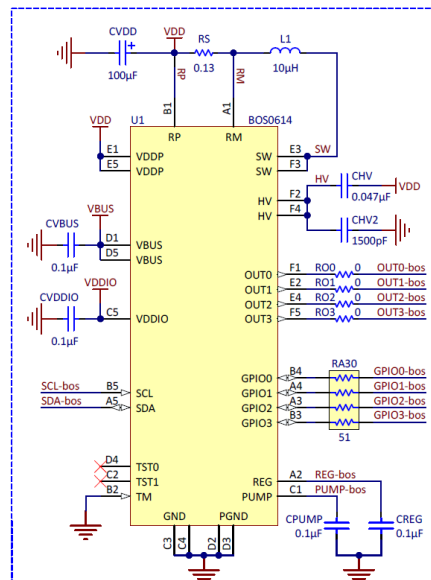 CVDD
VDD
RS
L1
100µF
RP
0.13
RM
10µH
B1
A1
U1
BOS0614
VDD
RP
RM
E1
VDDP
SW
E3
SW
E5
VDDP
SW
F3
HV
CHV
VDD
0.047µF
VBUS
HV
F2
HV
F4
CHV2
1500pF
CVBUS
D1
VBUS
D5
VBUS
0.1µF
OUT0
F1
RO0
0
OUT0-bos
OUT1
E2
RO1
0
OUT1-bos
CVDDIO
VDDIO
OUT2
E4
RO2
0
OUT2-bos
C5
VDDIO
OUT3
F5
RO3
0
OUT3-bos
0.1µF
RA30
GPIO0
B4
GPIO0-bos
SCL-bos
B5
SCL
GPIO1
A4
GPIO1-bos
SDA-bos
A5
SDA
GPIO2
A3
GPIO2-bos
GPIO3
B3
GPIO3-bos
51
D4
TST0
C2
TST1
REG
A2
REG-bos
B2
TM
PUMP
C1
PUMP-bos
GND
PGND
CPUMP
CREG
0.1µF
0.1µF
C3
C4
D2
D3